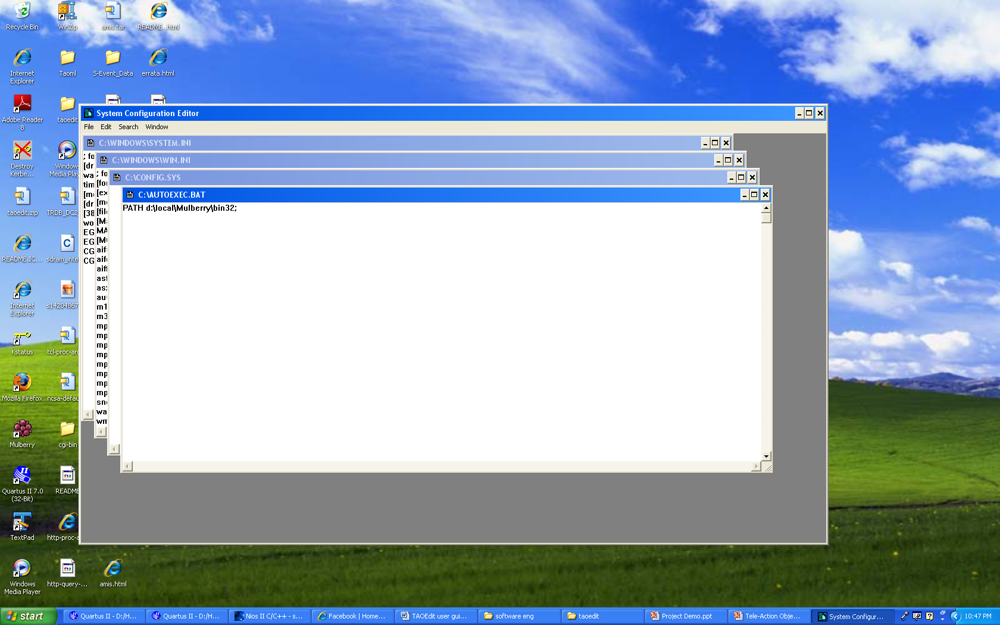 Recycle Bin
WinZip
amis.tar
README.html
Internet Explorer
Taoml
S-Event_Data
errata.html
Adobe Reader 8
taoedit
System Configuration Editor
File Edit Search Window
C:\WINDOWS\SYSTEM.INI
C:\WINDOWS\WIN.INI
C:\CONFIG.SYS
C:\AUTOEXEC.BAT
PATH d:\local\Mulberry\bin32;
; fo
[dr
wa
tim
[m
[dr
[38
wo
EG
EG
CG
CG
; fo
[fo
[ex
[m
[file
[Ma
MA
[M
aif
aif
aiff
asf
asx
au
m1
m3
mp
mp
mp
mp
mp
mp
mp
mp
sn
wa
wm
Destroy Kerbe...
Windows Media Play
taoedit.zip
TRDB_DC2
README.IC...
sdram_inte
Internet Explorer
s14204867
Kstatus
tcl-proc-arg
Mozilla Firefox
ncsa-defau
Mulberry
cgi-bin
Quartus II 7.0 (32-Bit)
README
TextPad
http-proc-a
Windows Media Player
http-query-...
amis.html
start
Quartus II - D:/H...
Quartus II - D:/H...
Nios II C/C++ - s...
Facebook | Home...
TAOEdit user gui...
software eng
taoedit
Project Demo.ppt
Tele-Action Obje...
System Configur...
10:47 PM